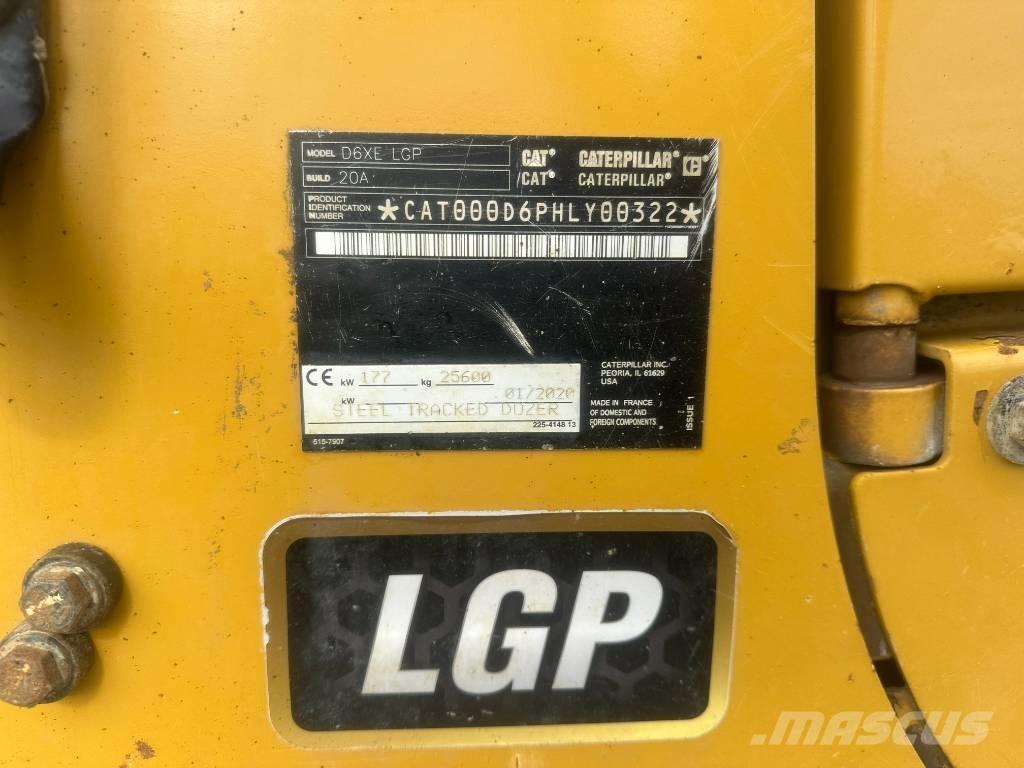 MODEL D6XE LGP
BUILD 20A
CAT® CATERPILLAR®
/CAT® CATERPILLAR®
PRODUCT
IDENTIFICATION
NUMBER
*CAT000D6PHLY00322*
CE kW 177 kg 25600
kW 01/2020
STEEL TRACKED DOZER
225-4148 13
CATERPILLAR INC.
PEORIA, IL 61629
USA
MADE IN FRANCE
OF DOMESTIC AND
FOREIGN COMPONENTS
ISSUE 1
515-7907
LGP
MASCUS